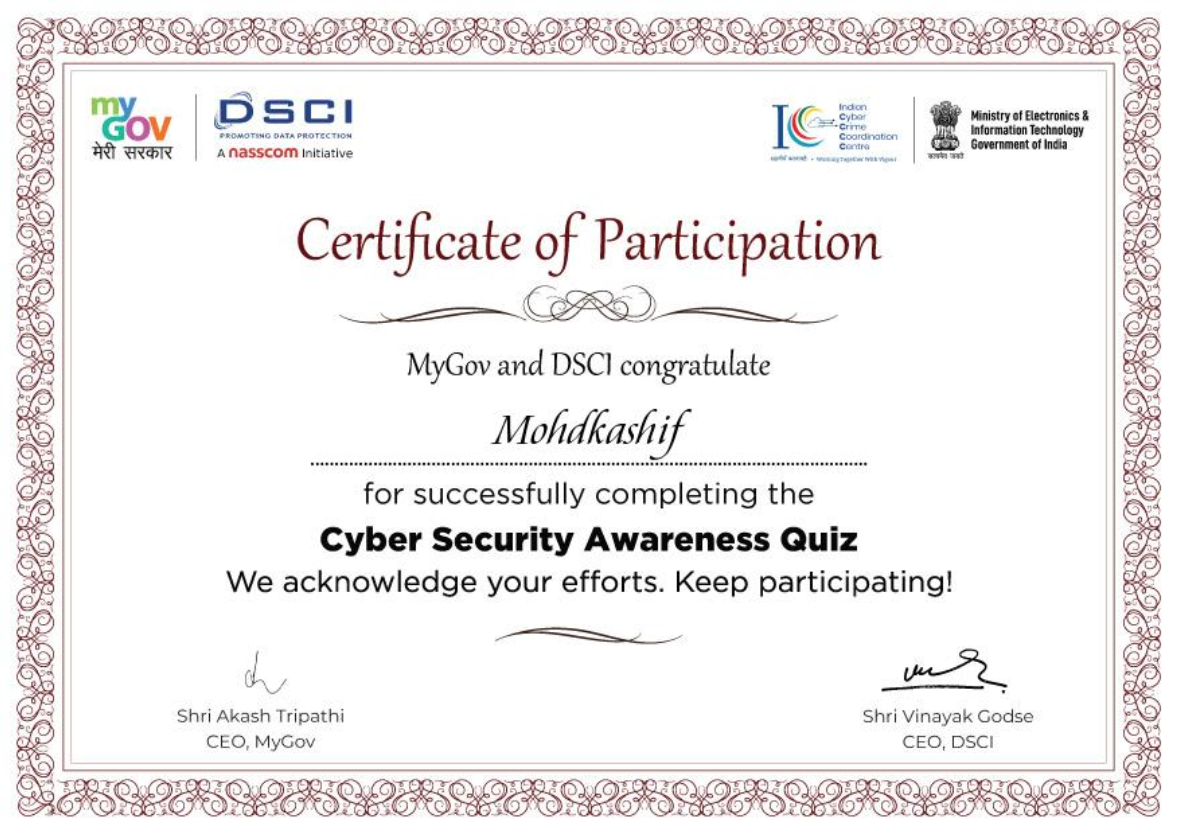 my
GOV
मेरी सरकार
DSCI
PROMOTING DATA PROTECTION
A nasscom Initiative
Indian
Cyber
Crime
Coordination
Centre
Working Together With Vigour
सत्यमेव जयते
Ministry of Electronics &
Information Technology
Government of India
Certificate of Participation
MyGov and DSCI congratulate
Mohdkashif
for successfully completing the
Cyber Security Awareness Quiz
We acknowledge your efforts. Keep participating!
Shri Akash Tripathi
CEO, MyGov
Shri Vinayak Godse
CEO, DSCI